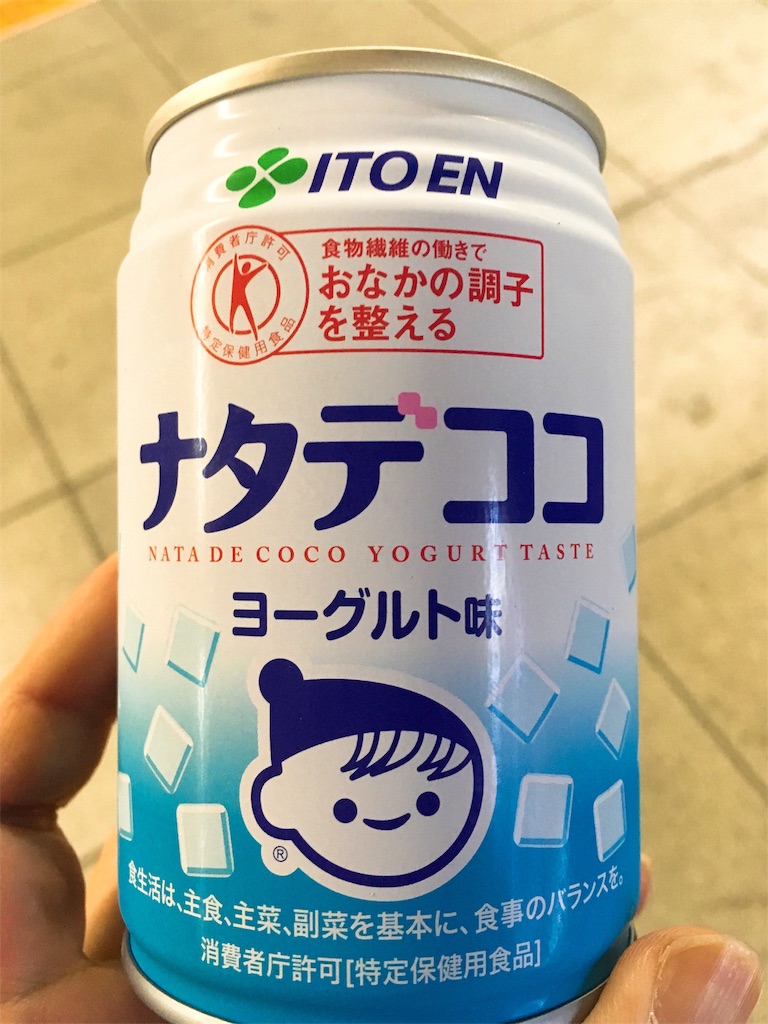 ITO EN
消費者庁許可
特定保健用食品
食物繊維の働きで
おなかの調子
を整える
ナタデココ
NATA DE COCO YOGURT TASTE
ヨーグルト味
®
食生活は、主食、主菜、副菜を基本に、食事のバランスを。
消費者庁許可[特定保健用食品]